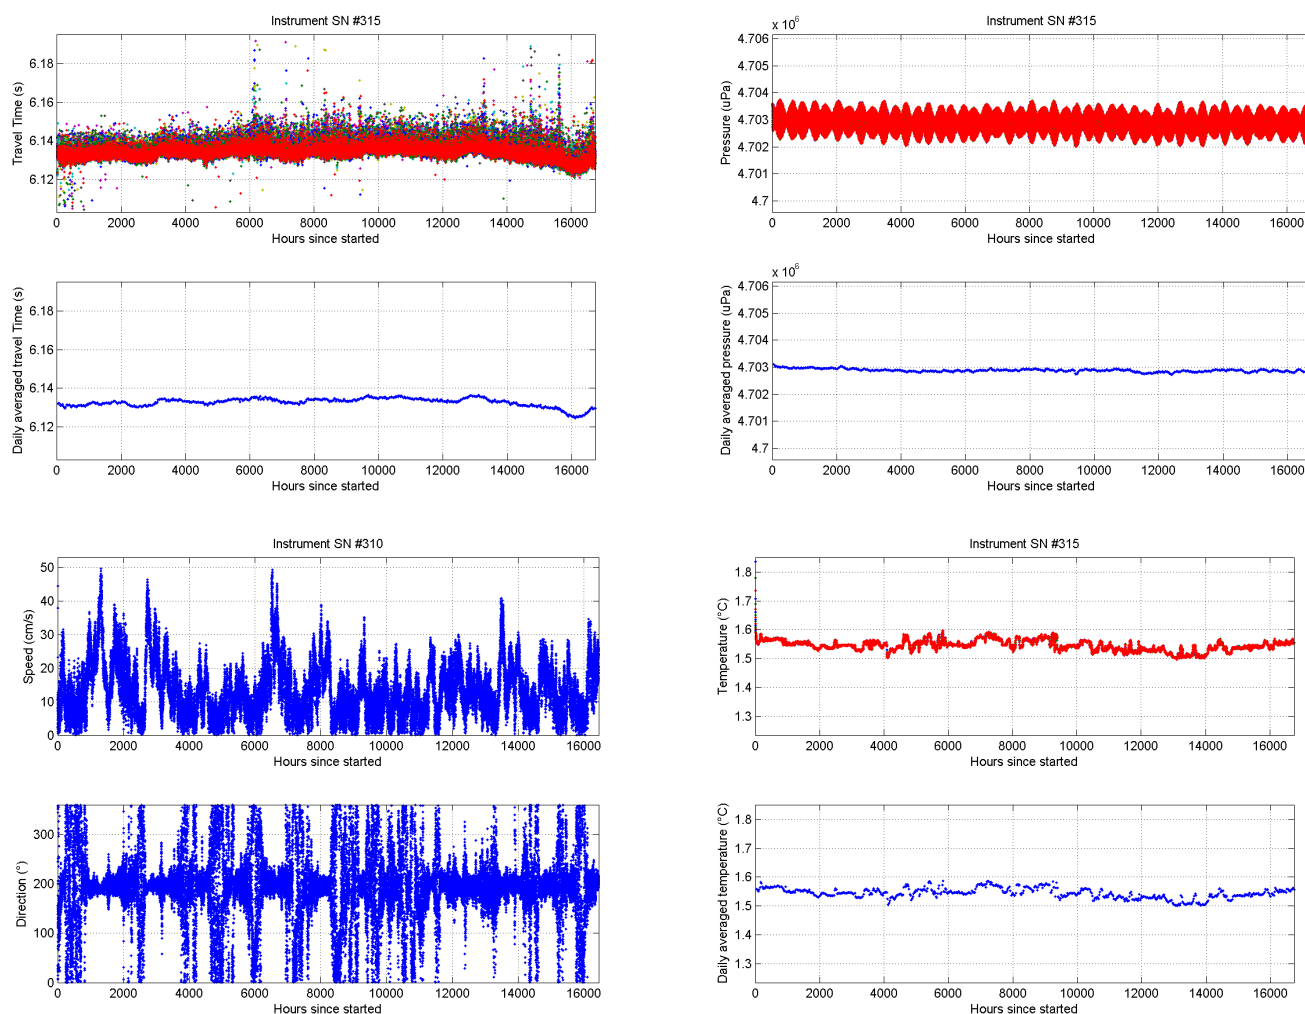 Instrument SN #315
6.18
6.16
6.14
6.12
Travel Time (s)
0 2000 4000 6000 8000 10000 12000 14000 16000
Hours since started
Instrument SN #315
x 10^6
4.706
4.705
4.704
4.703
4.702
4.701
4.7
Pressure (uPa)
0 2000 4000 6000 8000 10000 12000 14000 16000
Hours since started
6.18
6.16
6.14
6.12
Daily averaged travel Time (s)
0 2000 4000 6000 8000 10000 12000 14000 16000
Hours since started
x 10^6
4.706
4.705
4.704
4.703
4.702
4.701
4.7
Daily averaged pressure (uPa)
0 2000 4000 6000 8000 10000 12000 14000 16000
Hours since started
Instrument SN #310
50
40
30
20
10
0
Speed (cm/s)
0 2000 4000 6000 8000 10000 12000 14000 16000
Hours since started
Instrument SN #315
1.8
1.7
1.6
1.5
1.4
1.3
Temperature (°C)
0 2000 4000 6000 8000 10000 12000 14000 16000
Hours since started
300
200
100
0
Direction (°)
0 2000 4000 6000 8000 10000 12000 14000 16000
Hours since started
1.8
1.7
1.6
1.5
1.4
1.3
Daily averaged temperature (°C)
0 2000 4000 6000 8000 10000 12000 14000 16000
Hours since started